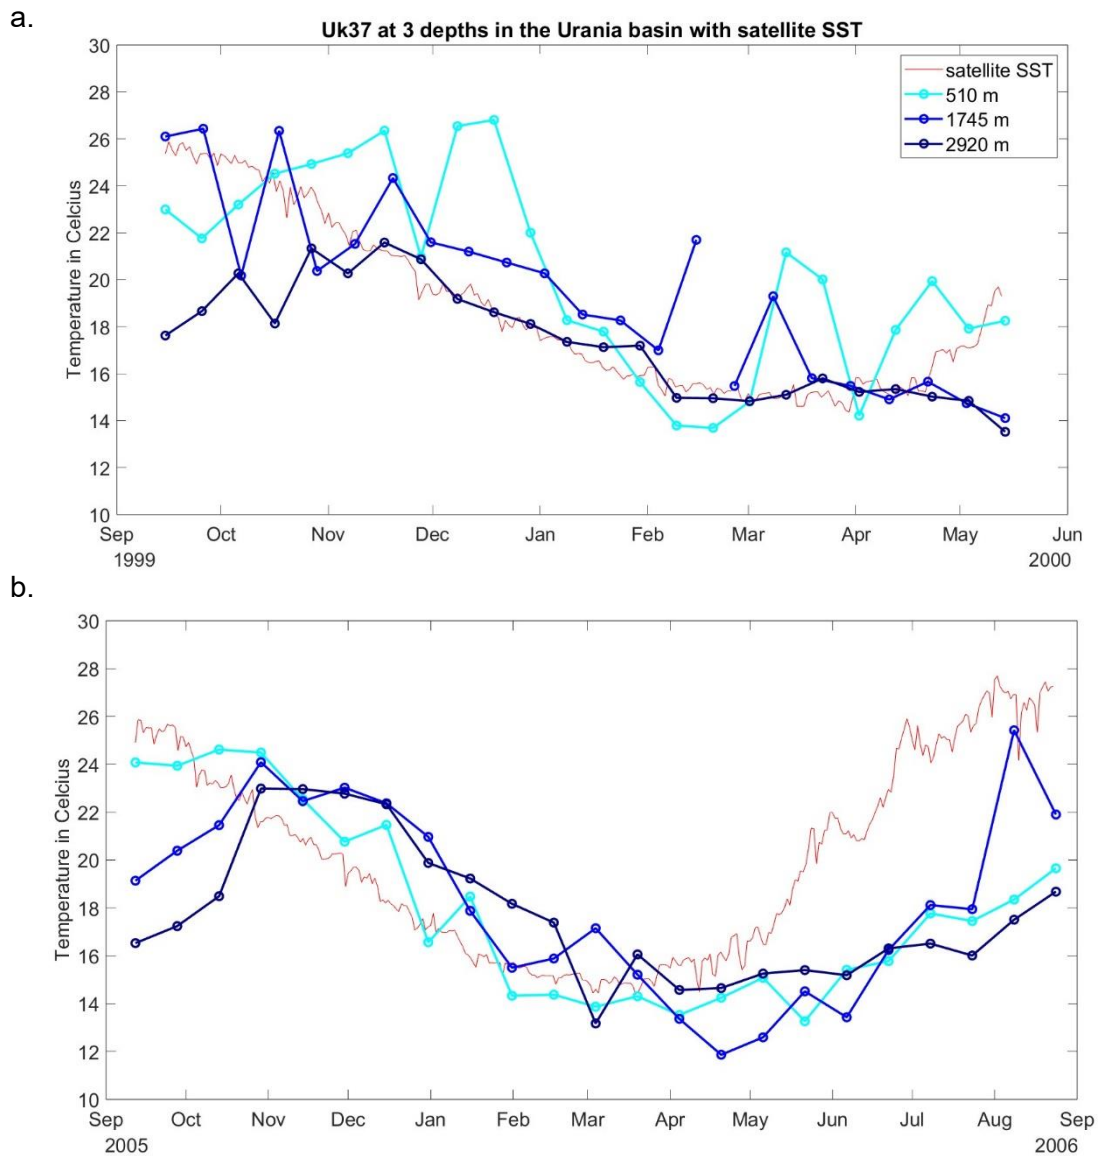 a.
Uk37 at 3 depths in the Urania basin with satellite SST
30
28
26
24
22
20
18
16
14
12
10
Temperature in Celcius
satellite SST
510 m
1745 m
2920 m
Sep Oct Nov Dec Jan Feb Mar Apr May Jun
1999 2000
b.
30
28
26
24
22
20
18
16
14
12
10
Temperature in Celcius
Sep Oct Nov Dec Jan Feb Mar Apr May Jun Jul Aug Sep
2005 2006